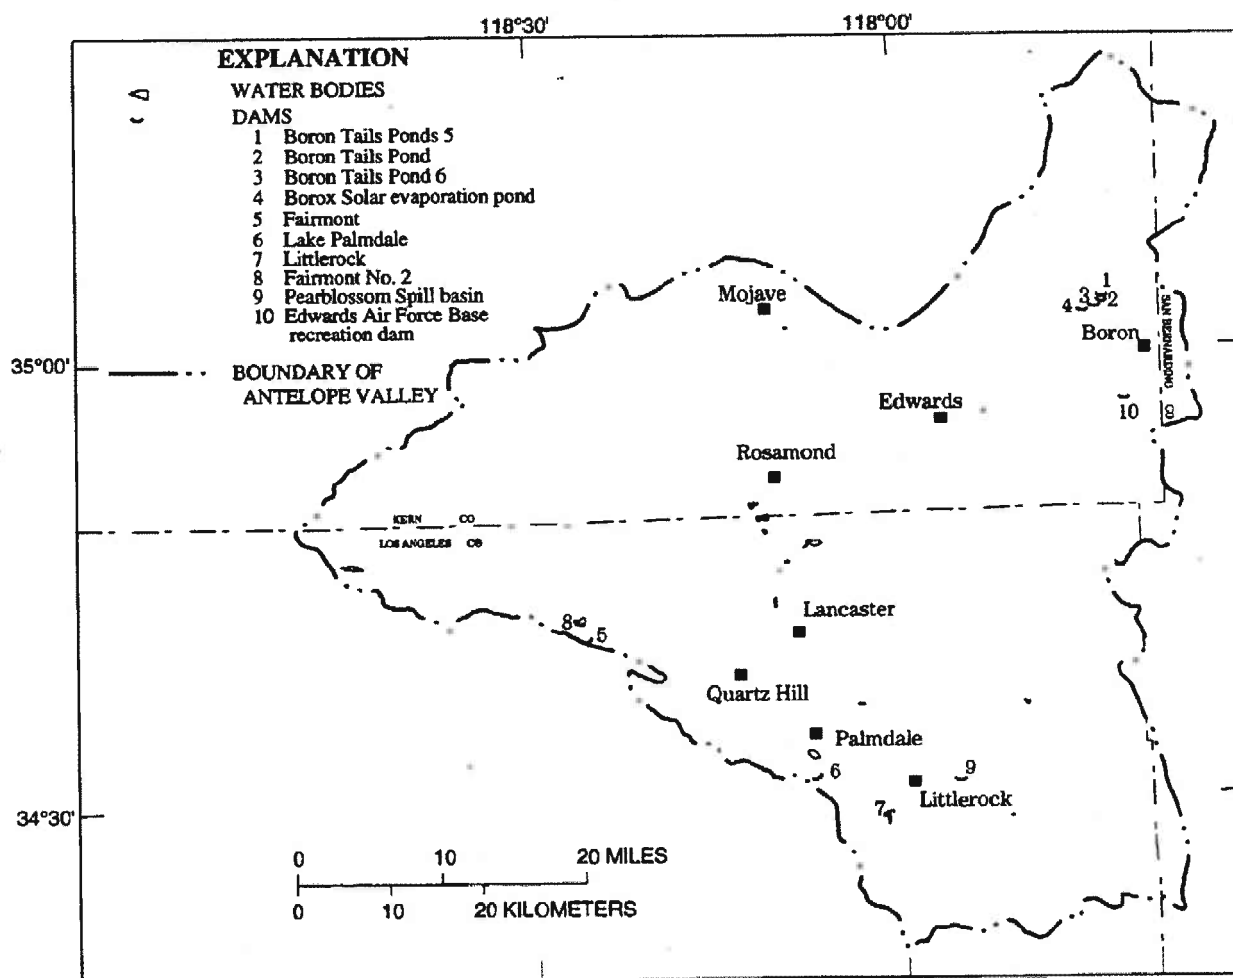 118°30'
118°00'
EXPLANATION
WATER BODIES
DAMS
1 Boron Tails Ponds 5
2 Boron Tails Pond
3 Boron Tails Pond 6
4 Borox Solar evaporation pond
5 Fairmont
6 Lake Palmdale
7 Littlerock
8 Fairmont No. 2
9 Pearblossom Spill basin
10 Edwards Air Force Base
recreation dam
BOUNDARY OF
ANTELOPE VALLEY
35°00'
34°30'
Mojave
1
3 2
4
Boron
SAN BERNARDINO CO
10
Edwards
Rosamond
KERN CO
LOS ANGELES CO
8
5
Lancaster
Quartz Hill
Palmdale
6
9
7
Littlerock
0 10 20 MILES
0 10 20 KILOMETERS